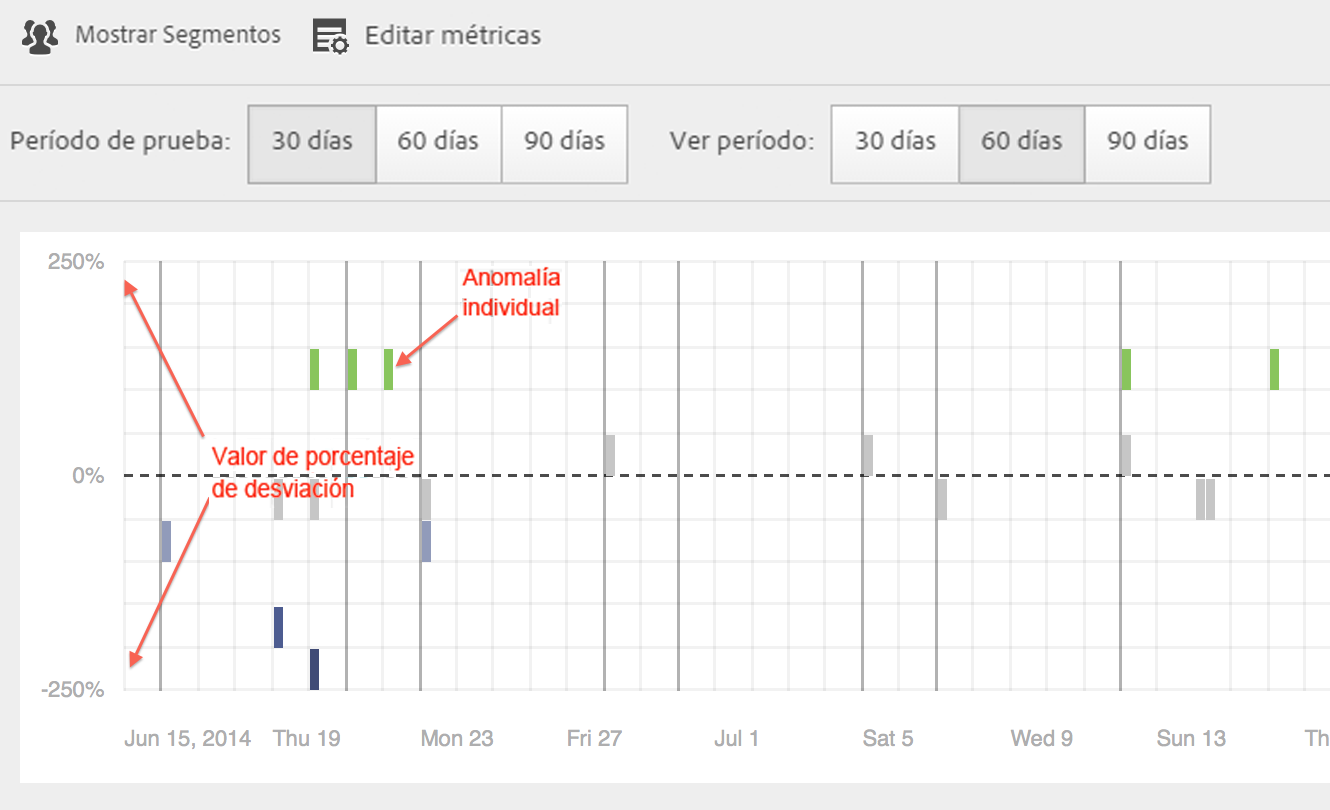 Mostrar Segmentos Editar métricas
Período de prueba: 30 días 60 días 90 días Ver período: 30 días 60 días 90 días
250%
Anomalía
individual
Valor de porcentaje
0%
de desviación
-250%
Jun 15, 2014 Thu 19 Mon 23 Fri 27 Jul 1 Sat 5 Wed 9 Sun 13 Th